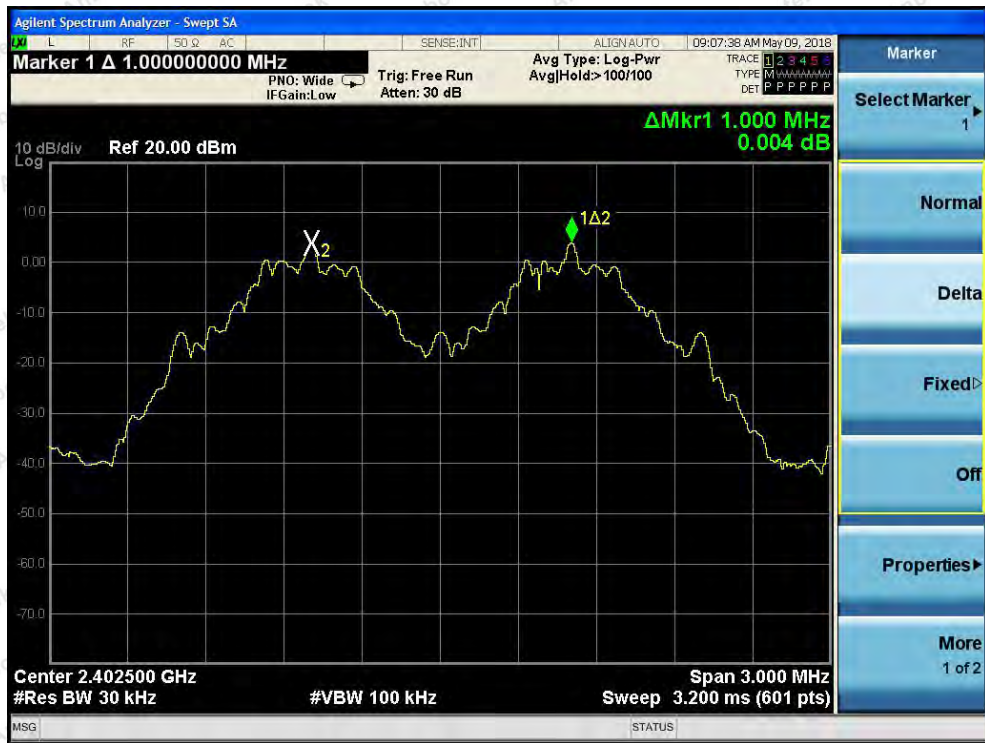 Agilent Spectrum Analyzer - Swept SA
LXI L RF 50 Ω AC SENSE:INT ALIGN AUTO 09:07:38 AM May 09, 2018
Marker 1 Δ 1.000000000 MHz
PNO: Wide
IFGain:Low
Trig: Free Run
Atten: 30 dB
Avg Type: Log-Pwr
Avg|Hold:>100/100
TRACE 1 2 3 4 5 6
TYPE M
DET P P P P P P
ΔMkr1 1.000 MHz
0.004 dB
10 dB/div Ref 20.00 dBm
Log
10.0
0.00
-10.0
-20.0
-30.0
-40.0
-50.0
-60.0
-70.0
X2
1Δ2
Center 2.402500 GHz Span 3.000 MHz
#Res BW 30 kHz #VBW 100 kHz Sweep 3.200 ms (601 pts)
MSG STATUS
Marker
Select Marker
1
Normal
Delta
Fixed
Off
Properties
More
1 of 2